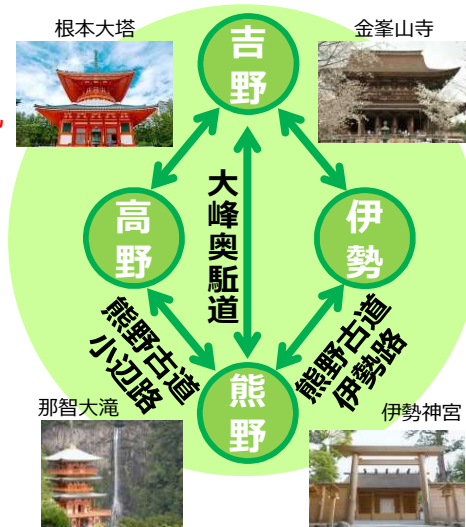 根本大塔
吉野
金峯山寺
大峰奥駈道
高野
伊勢
熊野古道
小辺路
熊野古道
伊勢路
熊野
那智大滝
伊勢神宮